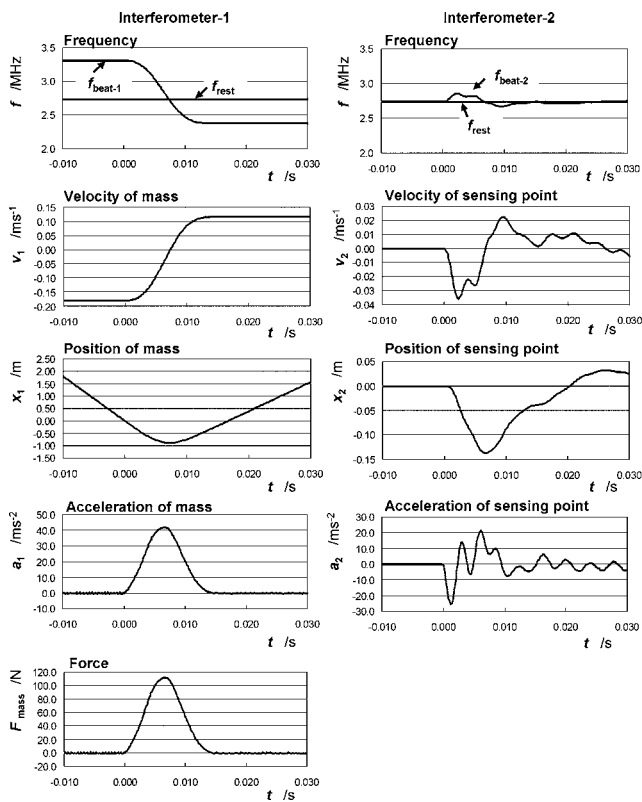 Interferometer-1
Frequency
f /MHz
3.5
3.0
2.5
2.0
f beat-1
f rest
-0.010 0.000 0.010 0.020 0.030
t /s
Velocity of mass
v1 /ms-1
0.15
0.10
0.05
0.00
-0.05
-0.10
-0.15
-0.20
-0.010 0.000 0.010 0.020 0.030
t /s
Position of mass
x1 /m
2.50
2.00
1.50
1.00
0.50
0.00
-0.50
-1.00
-1.50
-0.010 0.000 0.010 0.020 0.030
t /s
Acceleration of mass
a1 /ms-2
50.0
40.0
30.0
20.0
10.0
0.0
-10.0
-0.010 0.000 0.010 0.020 0.030
t /s
Force
F mass /N
120.0
100.0
80.0
60.0
40.0
20.0
0.0
-20.0
-0.010 0.000 0.010 0.020 0.030
t /s
Interferometer-2
Frequency
f /MHz
3.5
3.0
2.5
2.0
f beat-2
f rest
-0.010 0.000 0.010 0.020 0.030
t /s
Velocity of sensing point
v2 /ms-1
0.03
0.02
0.01
0.00
-0.01
-0.02
-0.03
-0.04
-0.010 0.000 0.010 0.020 0.030
t /s
Position of sensing point
x2 /m
0.05
0.00
-0.05
-0.10
-0.15
-0.010 0.000 0.010 0.020 0.030
t /s
Acceleration of sensing point
a2 /ms-2
30.0
20.0
10.0
0.0
-10.0
-20.0
-30.0
-0.010 0.000 0.010 0.020 0.030
t /s